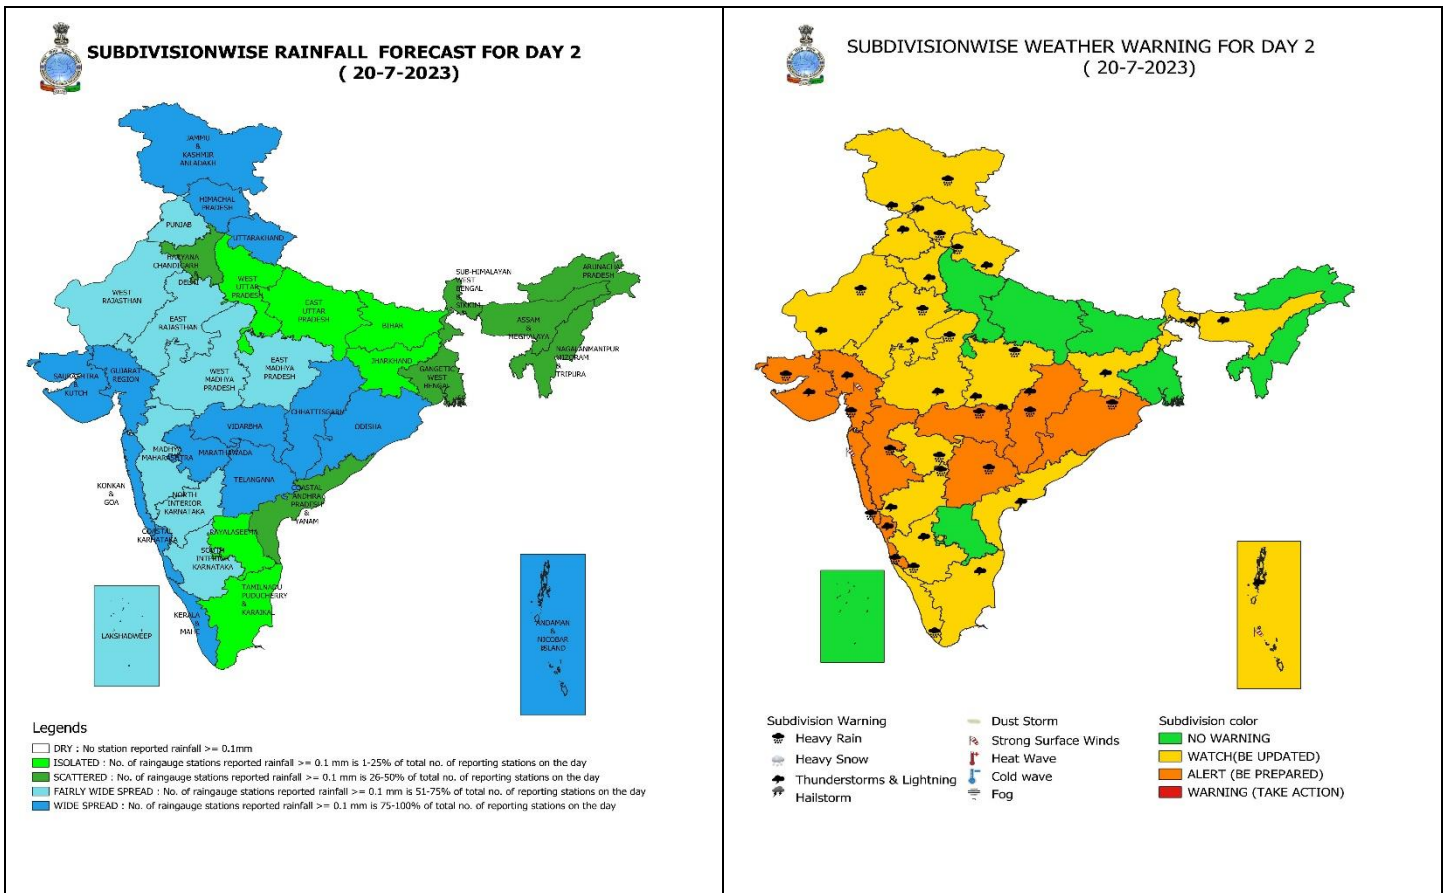 SUBDIVISIONWISE RAINFALL FORECAST FOR DAY 2
( 20-7-2023)
JAMMU
&
KASHMIR
ANLADAKH
HIMACHAL
PRADESH
PUNJAB
UTTARAKHAND
HARYANA
CHANDIGARH
DELHI
WEST
UTTAR
PRADESH
EAST
UTTAR
PRADESH
WEST
RAJASTHAN
EAST
RAJASTHAN
BIHAR
SUB-HIMALAYAN
WEST
BENGAL
SIKKIM
ARUNACHAL
PRADESH
ASSAM
&
MEGHALAYA
NAGALANMANTPUR
MIZORAM
&
TRIPURA
JHARKHAND
GANGETIC
WEST
BENGAL
SAURASHTRA
&
KUTCH
GUJARAT
REGION
WEST
MADHYA
PRADESH
EAST
MADHYA
PRADESH
CHHATTISGARH
ODISHA
VIDARBHA
MADHYA
MAHARASHTRA
MARATHAWADA
TELANGANA
KONKAN
&
GOA
NORTH
INTERIOR
KARNATAKA
COASTAL
ANDHRA
PRADESH
&
YANAM
COASTAL
KARNATAKA
RAYALASEEMA
SOUTH
INTERIOR
KARNATAKA
TAMILNADU
PUDUCHERRY
&
KARAIKAL
KERALA
&
MAHE
LAKSHADWEEP
ANDAMAN
&
NICOBAR
ISLAND
Legends
DRY : No station reported rainfall >= 0.1mm
ISOLATED : No. of raingauge stations reported rainfall >= 0.1 mm is 1-25% of total no. of reporting stations on the day
SCATTERED : No. of raingauge stations reported rainfall >= 0.1 mm is 26-50% of total no. of reporting stations on the day
FAIRLY WIDE SPREAD : No. of raingauge stations reported rainfall >= 0.1 mm is 51-75% of total no. of reporting stations on the day
WIDE SPREAD : No. of raingauge stations reported rainfall >= 0.1 mm is 75-100% of total no. of reporting stations on the day
SUBDIVISIONWISE WEATHER WARNING FOR DAY 2
( 20-7-2023)
Subdivision Warning
Heavy Rain
Heavy Snow
Thunderstorms & Lightning
Hailstorm
Dust Storm
Strong Surface Winds
Heat Wave
Cold wave
Fog
Subdivision color
NO WARNING
WATCH(BE UPDATED)
ALERT (BE PREPARED)
WARNING (TAKE ACTION)